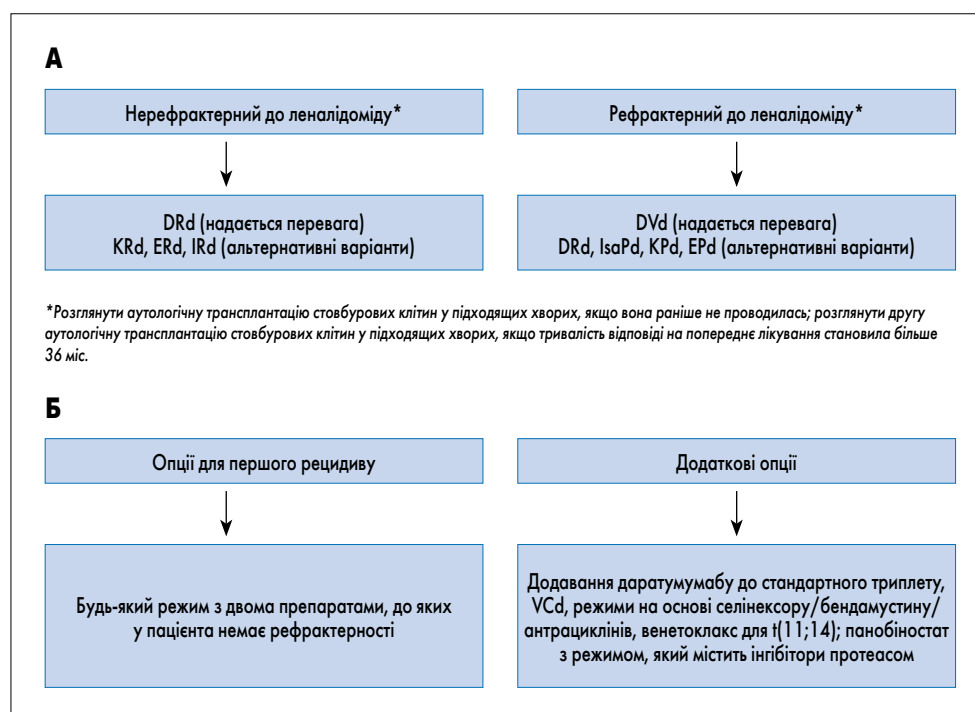 А
Нерефрактерний до леналідоміду*
Рефрактерний до леналідоміду*
DRd (надається перевага)
KRd, ERd, IRd (альтернативні варіанти)
DVd (надається перевага)
DRd, IsaPd, KPd, EPd (альтернативні варіанти)
*Розглянути аутологічну трансплантацію стовбурових клітин у підходящих хворих, якщо вона раніше не проводилась; розглянути другу
аутологічну трансплантацію стовбурових клітин у підходящих хворих, якщо тривалість відповіді на попереднє лікування становила більше
36 міс.
Б
Опції для першого рецидиву
Додаткові опції
Будь-який режим з двома препаратами, до яких
у пацієнта немає рефрактерності
Додавання даратумумабу до стандартного триплету,
VCd, режими на основі селінексору/бендамустину/
антрациклінів, венетоклакс для t(11;14); панобіностат
з режимом, який містить інгібітори протеасом